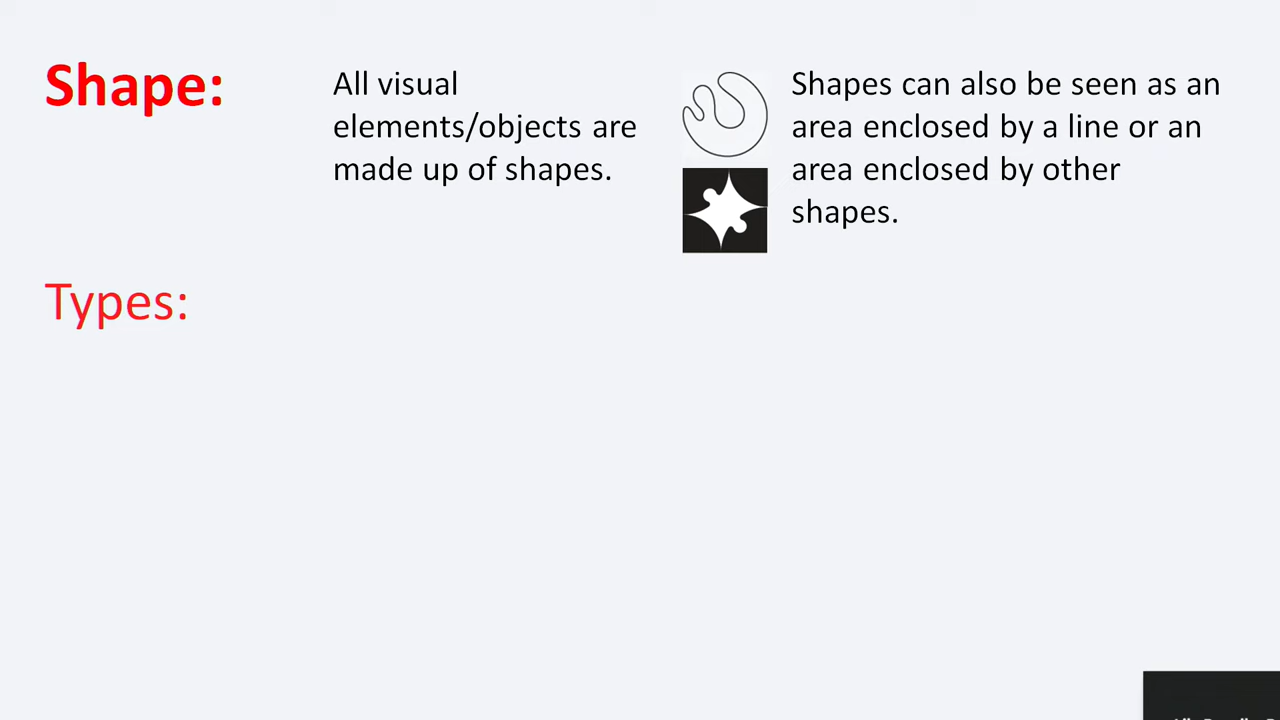 Shape:
All visual
elements/objects are
made up of shapes.
Shapes can also be seen as an
area enclosed by a line or an
area enclosed by other
shapes.
Types: